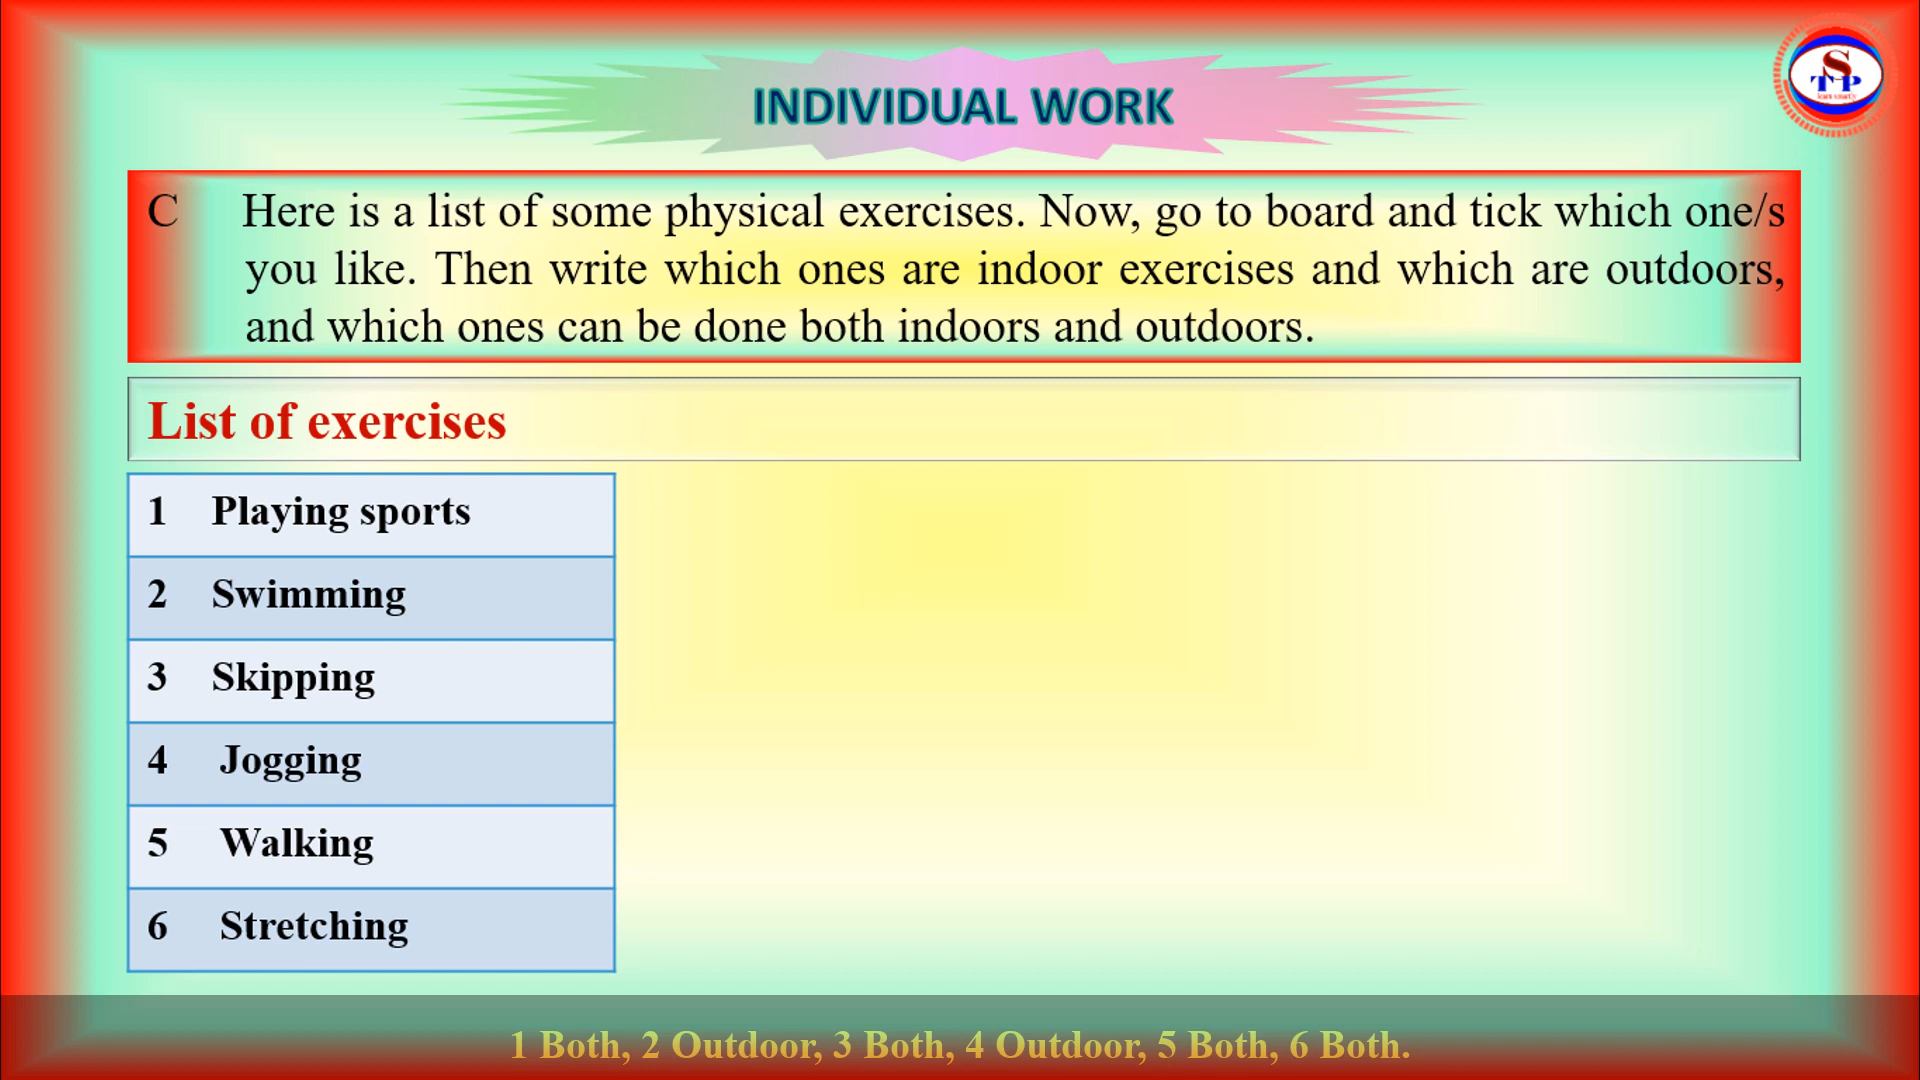 INDIVIDUAL WORK
S
TP
learn smartly
C Here is a list of some physical exercises. Now, go to board and tick which one/s
you like. Then write which ones are indoor exercises and which are outdoors,
and which ones can be done both indoors and outdoors.
List of exercises
1 Playing sports
2 Swimming
3 Skipping
4 Jogging
5 Walking
6 Stretching
1 Both, 2 Outdoor, 3 Both, 4 Outdoor, 5 Both, 6 Both.